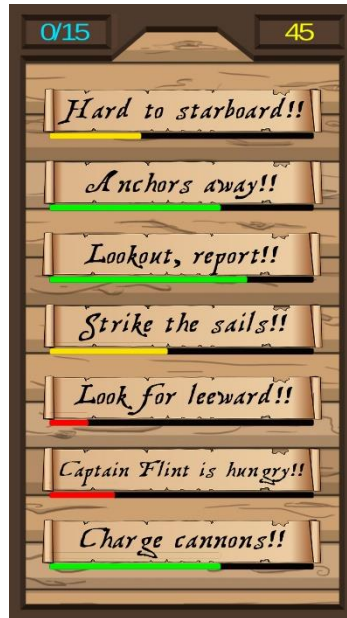 0/15
45
Hard to starboard!!
Anchors away!!
Lookout, report!!
Strike the sails!!
Look for leeward!!
Captain Flint is hungry!!
Charge cannons!!